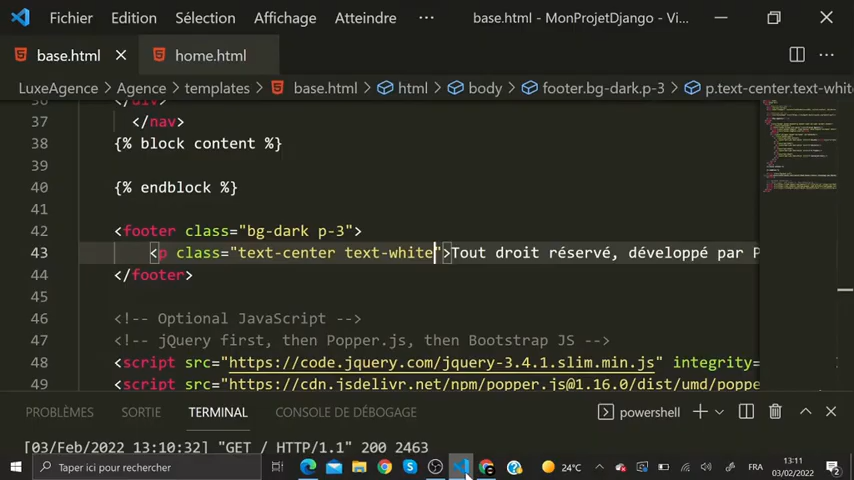 Fichier Edition Sélection Affichage Atteindre ··· base.html - MonProjetDjango - Vi...
base.html home.html ···
LuxeAgence > Agence > templates > base.html > html > body > footer.bg-dark.p-3 > p.text-center.text-white
36 </div>
37 </nav>
38 {% block content %}
39
40 {% endblock %}
41
42 <footer class="bg-dark p-3">
43 <p class="text-center text-white">Tout droit réservé, développé par P
44 </footer>
45
46 <!-- Optional JavaScript -->
47 <!-- jQuery first, then Popper.js, then Bootstrap JS -->
48 <script src="https://code.jquery.com/jquery-3.4.1.slim.min.js" integrity=
49 <script src="https://cdn.jsdelivr.net/npm/popper.js@1.16.0/dist/umd/poppe
PROBLÈMES SORTIE TERMINAL CONSOLE DE DÉBOGAGE powershell
[03/Feb/2022 13:10:32] "GET / HTTP/1.1" 200 2463
Taper ici pour rechercher 24°C FRA 13:11
03/02/2022 2